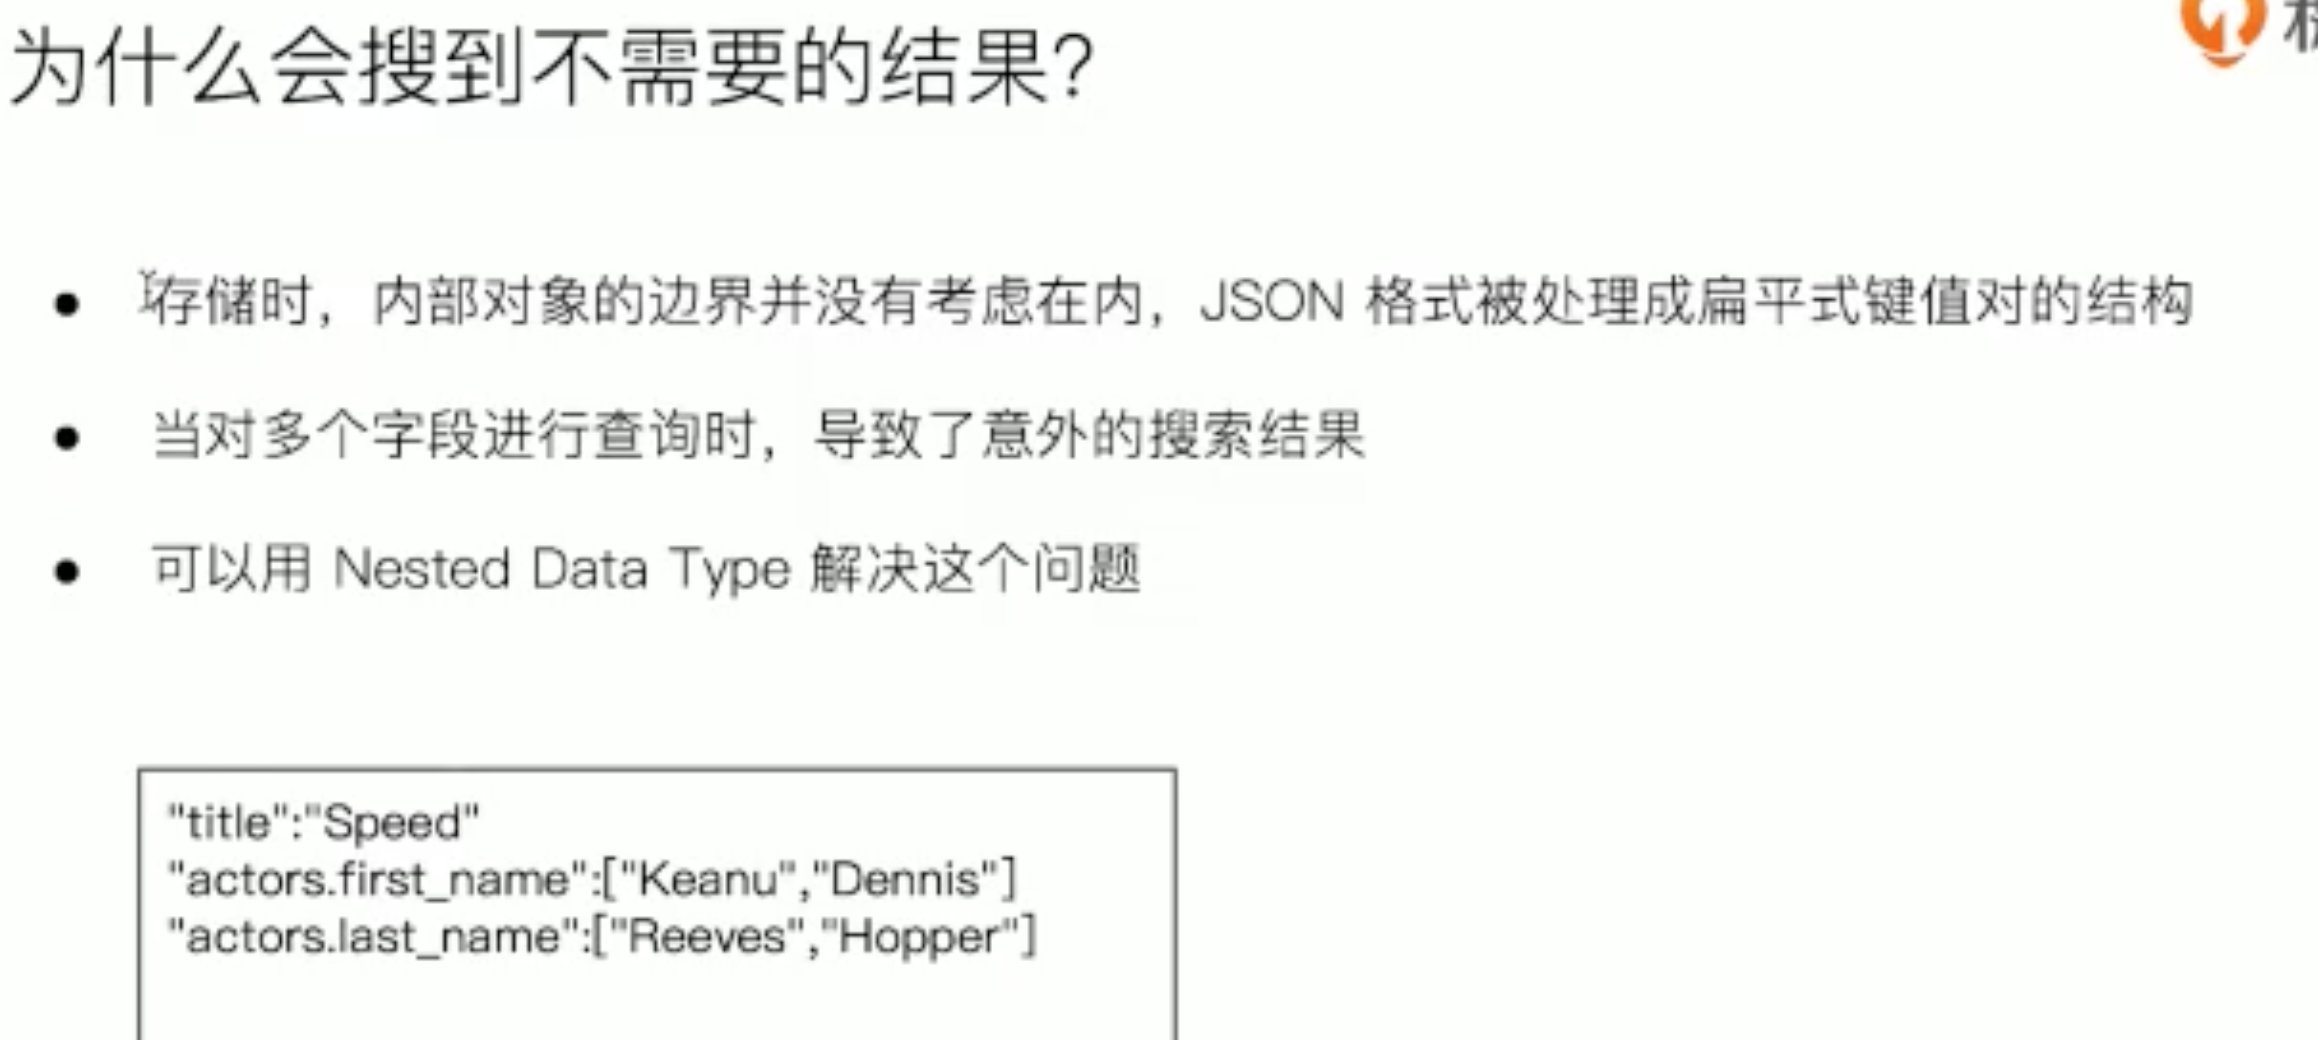 为什么会搜到不需要的结果?
存储时，内部对象的边界并没有考虑在内，JSON 格式被处理成扁平式键值对的结构
当对多个字段进行查询时，导致了意外的搜索结果
可以用 Nested Data Type 解决这个问题
"title":"Speed"
"actors.first_name":["Keanu","Dennis"]
"actors.last_name":["Reeves","Hopper"]